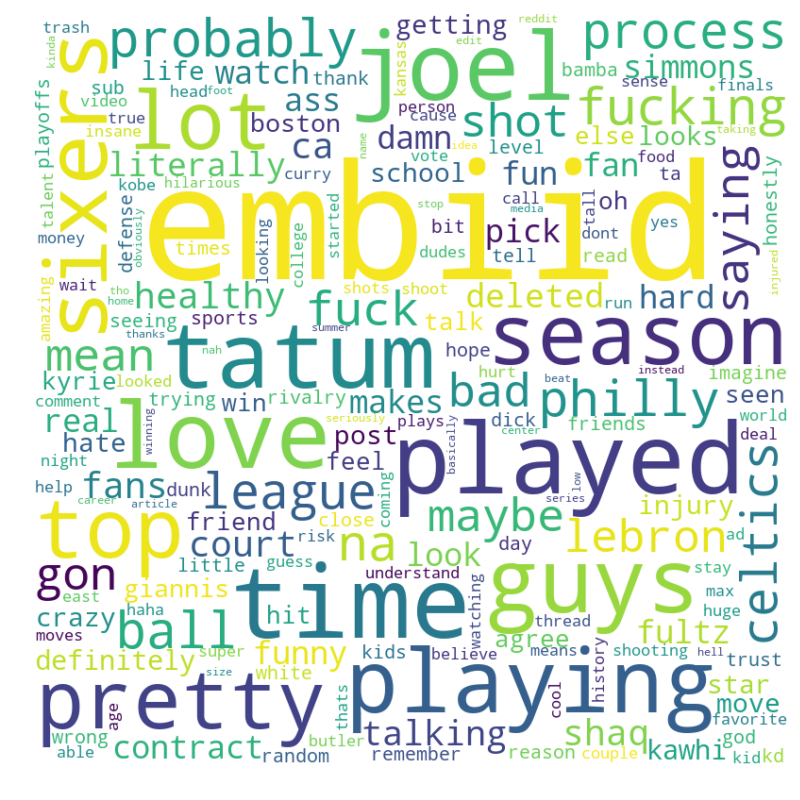 embiid
joel
time
played
playing
season
love
tatum
guys
top
pretty
sixers
lot
philly
probably
process
simmons
fucking
shot
fuck
bad
ball
league
celtics
lebron
maybe
saying
healthy
mean
gon
na
court
fans
fan
literally
damn
pick
fun
ass
ca
watch
life
getting
boston
school
else
looks
deleted
hard
real
kyrie
hate
win
makes
post
feel
talk
talking
look
agree
shaq
kawhi
fultz
star
move
injury
contract
definitely
crazy
funny
giannis
friend
hit
white
seen
honestly
oh
trash
kinda
reddit
edit
playoffs
sub
video
true
insane
head
foot
thank
person
cause
curry
level
vote
bamba
sense
finals
name
idea
food
ta
taking
talent
kobe
hilarious
money
defense
obviously
times
looking
college
started
stop
media
call
tall
bit
dudes
tell
dont
read
yes
wait
amazing
tho
home
seeing
sports
shots
shoot
run
injured
thanks
summer
nah
hope
hurt
beat
instead
imagine
comment
looked
trying
rivalry
dick
plays
center
friends
world
deal
night
winning
seriously
basically
low
series
help
career
article
dunk
close
coming
risk
day
ad
stay
max
huge
little
guess
understand
east
haha
moves
super
kids
believe
watching
means
thread
history
shooting
hell
trust
age
size
thats
cool
favorite
wrong
able
random
butler
remember
reason
couple
god
kid
kd